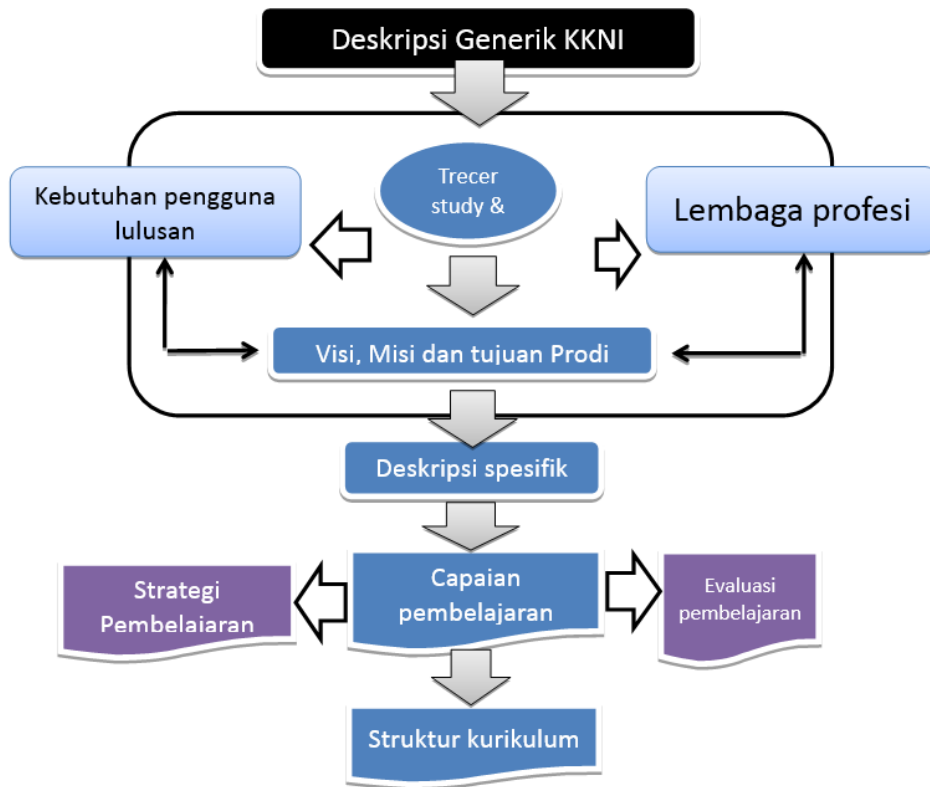 Deskripsi Generik KKNI
Trecer
study &
Kebutuhan pengguna
lulusan
Lembaga profesi
Visi, Misi dan tujuan Prodi
Deskripsi spesifik
Strategi
Pembelajaran
Capaian
pembelajaran
Evaluasi
pembelajaran
Struktur kurikulum